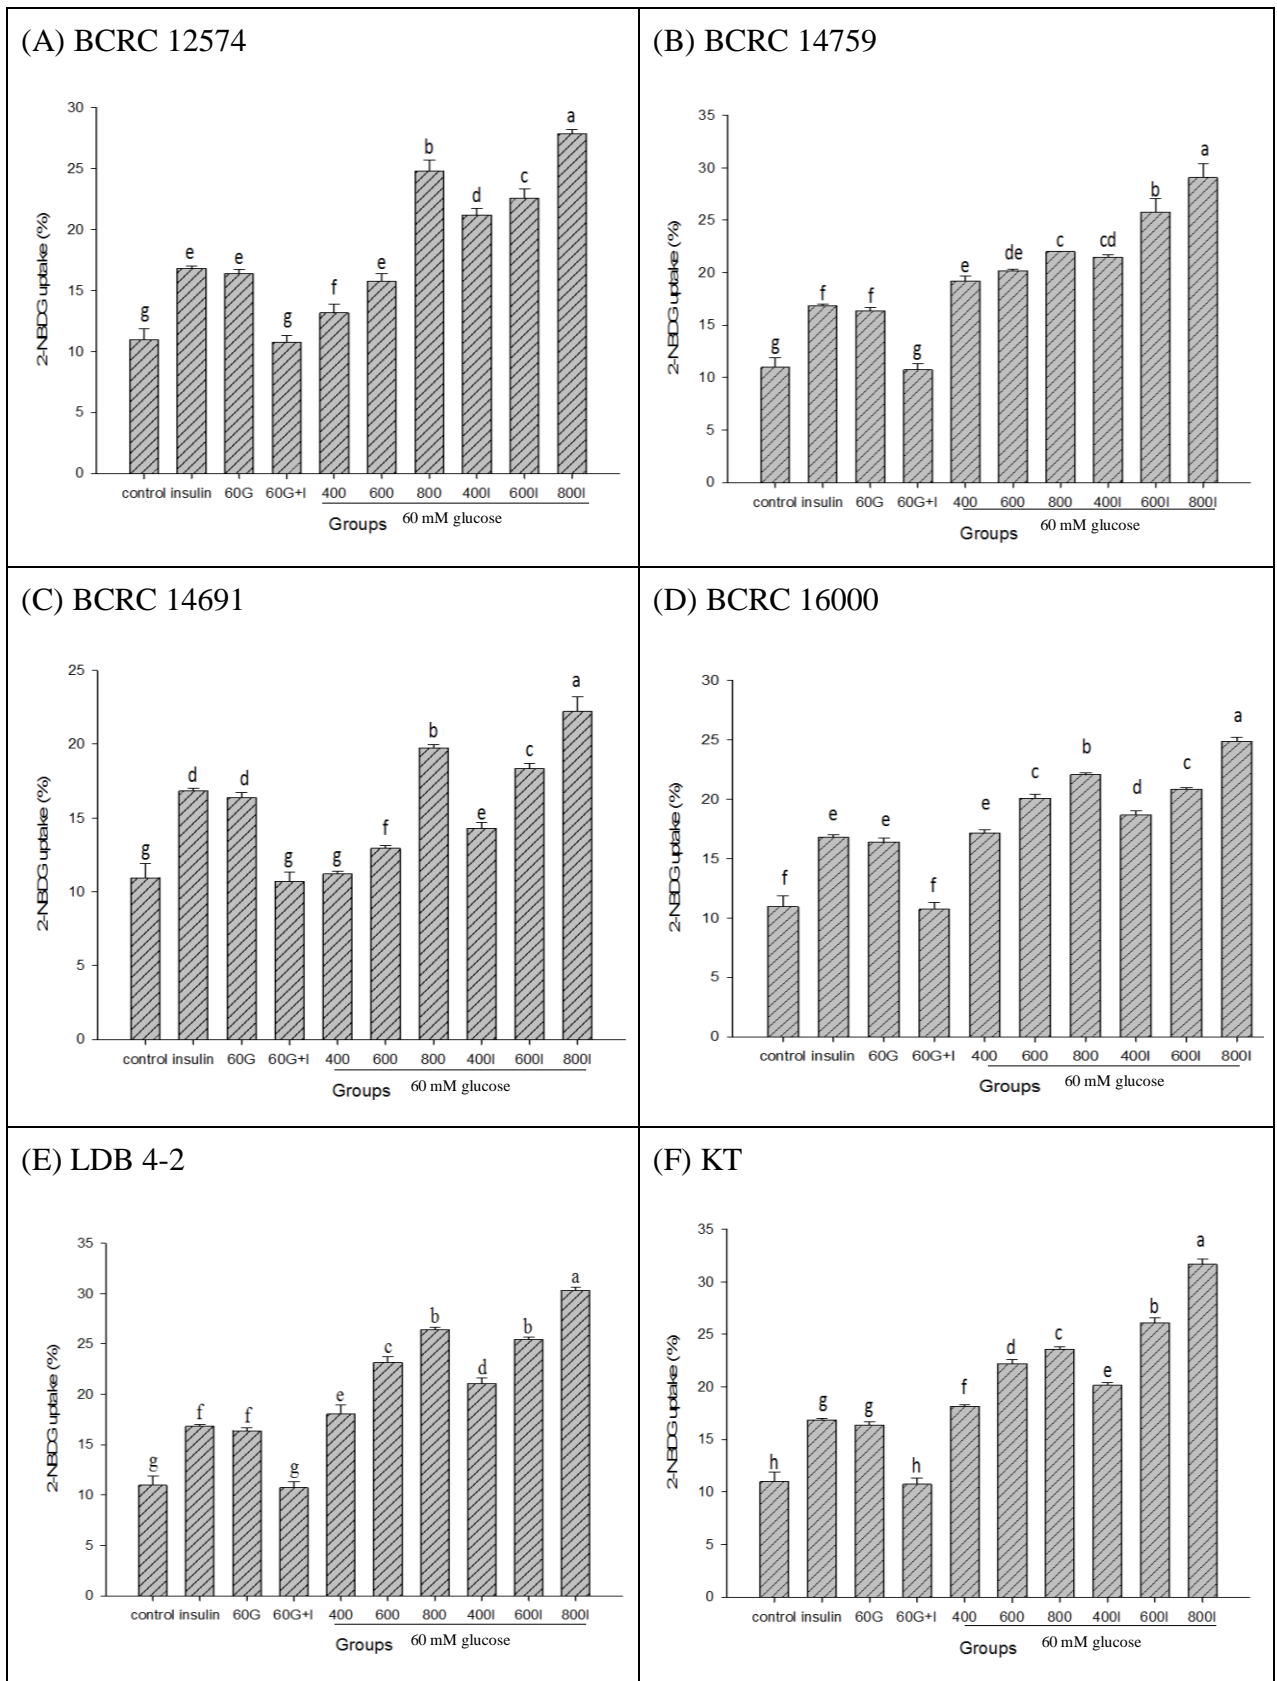 (A) BCRC 12574
30
25
20
15
10
5
0
2-NBDG uptake (%)
g e e g f e b d c a
control insulin 60G 60G+I 400 600 800 400I 600I 800I
Groups 60 mM glucose
(B) BCRC 14759
35
30
25
20
15
10
5
0
2-NBDG uptake (%)
g f f g e de c cd b a
control insulin 60G 60G+I 400 600 800 400I 600I 800I
Groups 60 mM glucose
(C) BCRC 14691
25
20
15
10
5
0
2-NBDG uptake (%)
g d d g g f b e c a
control insulin 60G 60G+I 400 600 800 400I 600I 800I
Groups 60 mM glucose
(D) BCRC 16000
30
25
20
15
10
5
0
2-NBDG uptake (%)
f e e f e c b d c a
control insulin 60G 60G+I 400 600 800 400I 600I 800I
Groups 60 mM glucose
(E) LDB 4-2
35
30
25
20
15
10
5
0
2-NBDG uptake (%)
g f f g e c b d b a
control insulin 60G 60G+I 400 600 800 400I 600I 800I
Groups 60 mM glucose
(F) KT
35
30
25
20
15
10
5
0
2-NBDG uptake (%)
h g g h f d c e b a
control insulin 60G 60G+I 400 600 800 400I 600I 800I
Groups 60 mM glucose